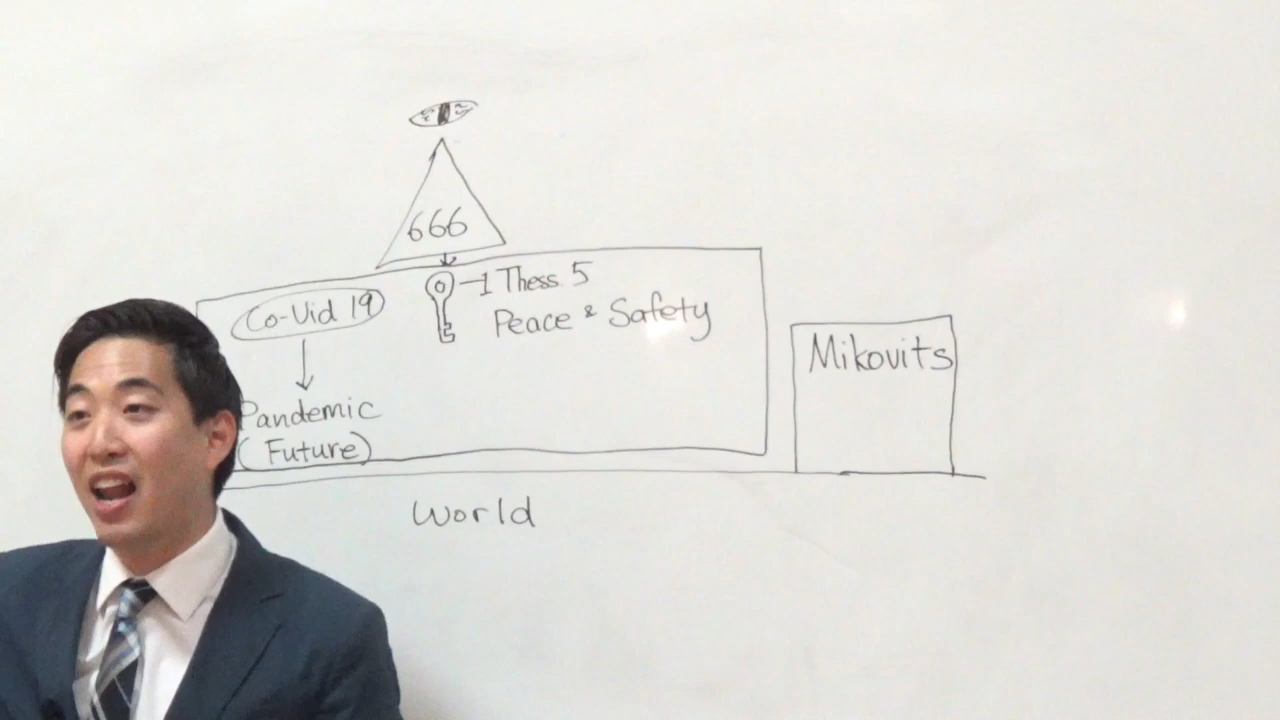 666
Co-Vid 19
Pandemic
(Future)
1 Thess. 5
Peace & Safety
Mikovits
World